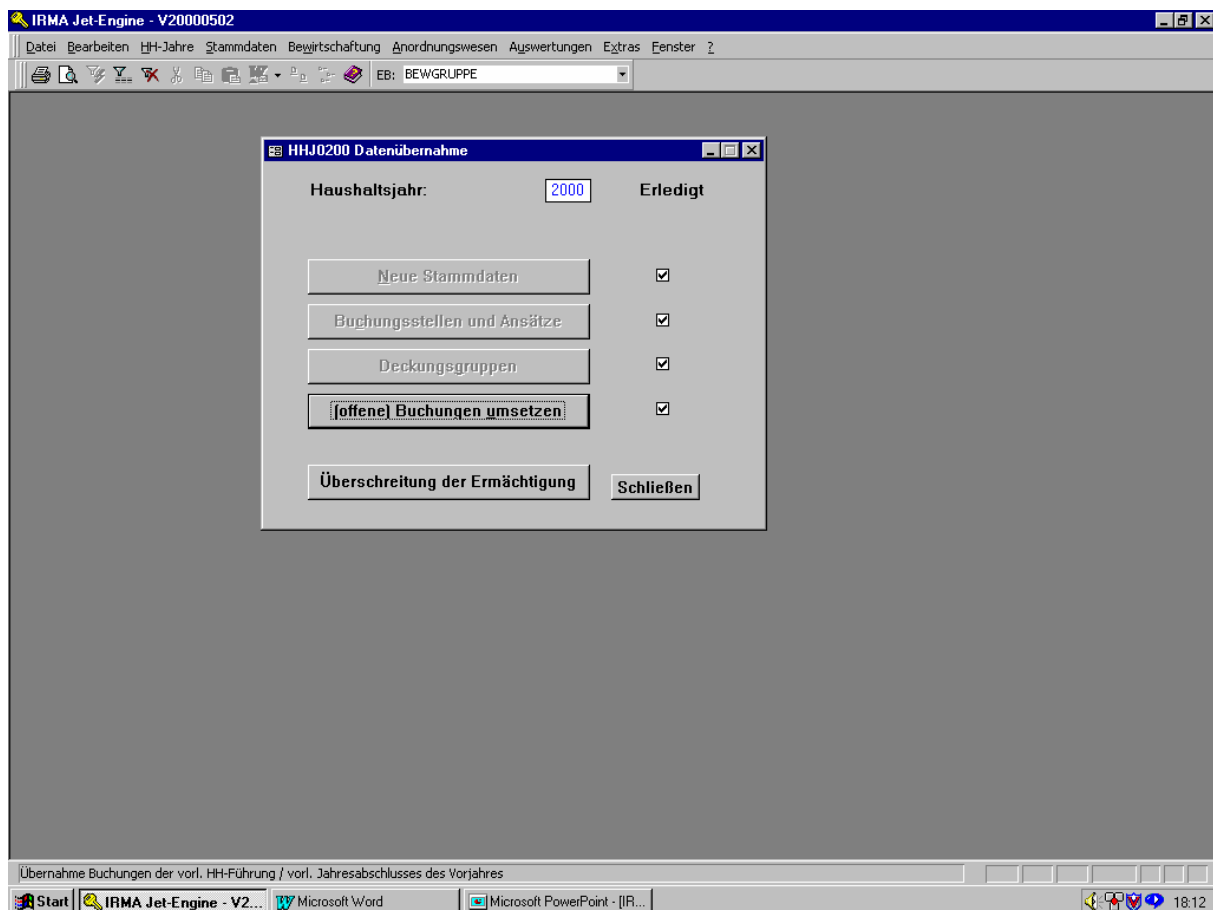 IRMA Jet-Engine - V20000502
Datei Bearbeiten HH-Jahre Stammdaten Bewirtschaftung Anordnungswesen Auswertungen Extras Fenster ?
EB: BEWGRUPPE
HHJ0200 Datenübernahme
Haushaltsjahr: 2000 Erledigt
Neue Stammdaten
Buchungsstellen und Ansätze
Deckungsgruppen
(offene) Buchungen umsetzen
Überschreitung der Ermächtigung
Schließen
Übernahme Buchungen der vorl. HH-Führung / vorl. Jahresabschlusses des Vorjahres
Start IRMA Jet-Engine - V2... Microsoft Word Microsoft PowerPoint - [IR... 18:12